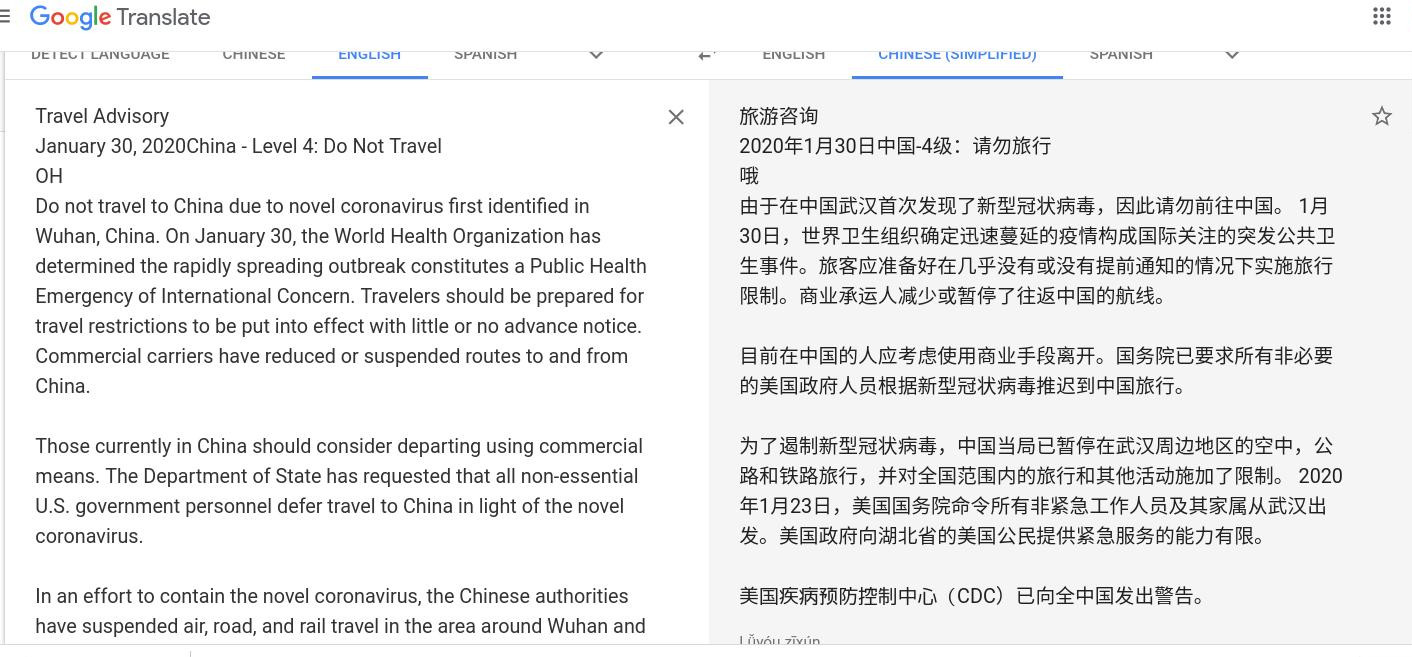 Google Translate
DETECT LANGUAGE CHINESE ENGLISH SPANISH
ENGLISH CHINESE (SIMPLIFIED) SPANISH
Travel Advisory
January 30, 2020China - Level 4: Do Not Travel
OH
Do not travel to China due to novel coronavirus first identified in
Wuhan, China. On January 30, the World Health Organization has
determined the rapidly spreading outbreak constitutes a Public Health
Emergency of International Concern. Travelers should be prepared for
travel restrictions to be put into effect with little or no advance notice.
Commercial carriers have reduced or suspended routes to and from
China.
Those currently in China should consider departing using commercial
means. The Department of State has requested that all non-essential
U.S. government personnel defer travel to China in light of the novel
coronavirus.
In an effort to contain the novel coronavirus, the Chinese authorities
have suspended air, road, and rail travel in the area around Wuhan and
旅游咨询
2020年1月30日中国-4级：请勿旅行
哦
由于在中国武汉首次发现了新型冠状病毒，因此请勿前往中国。 1月
30日，世界卫生组织确定迅速蔓延的疫情构成国际关注的突发公共卫
生事件。旅客应准备好在几乎没有或没有提前通知的情况下实施旅行
限制。商业承运人减少或暂停了往返中国的航线。
目前在中国的人应考虑使用商业手段离开。国务院已要求所有非必要
的美国政府人员根据新型冠状病毒推迟到中国旅行。
为了遏制新型冠状病毒，中国当局已暂停在武汉周边地区的空中，公
路和铁路旅行，并对全国范围内的旅行和其他活动施加了限制。 2020
年1月23日，美国国务院命令所有非紧急工作人员及其家属从武汉出
发。美国政府向湖北省的美国公民提供紧急服务的能力有限。
美国疾病预防控制中心（CDC）已向全中国发出警告。
Lǚyóu zīxún